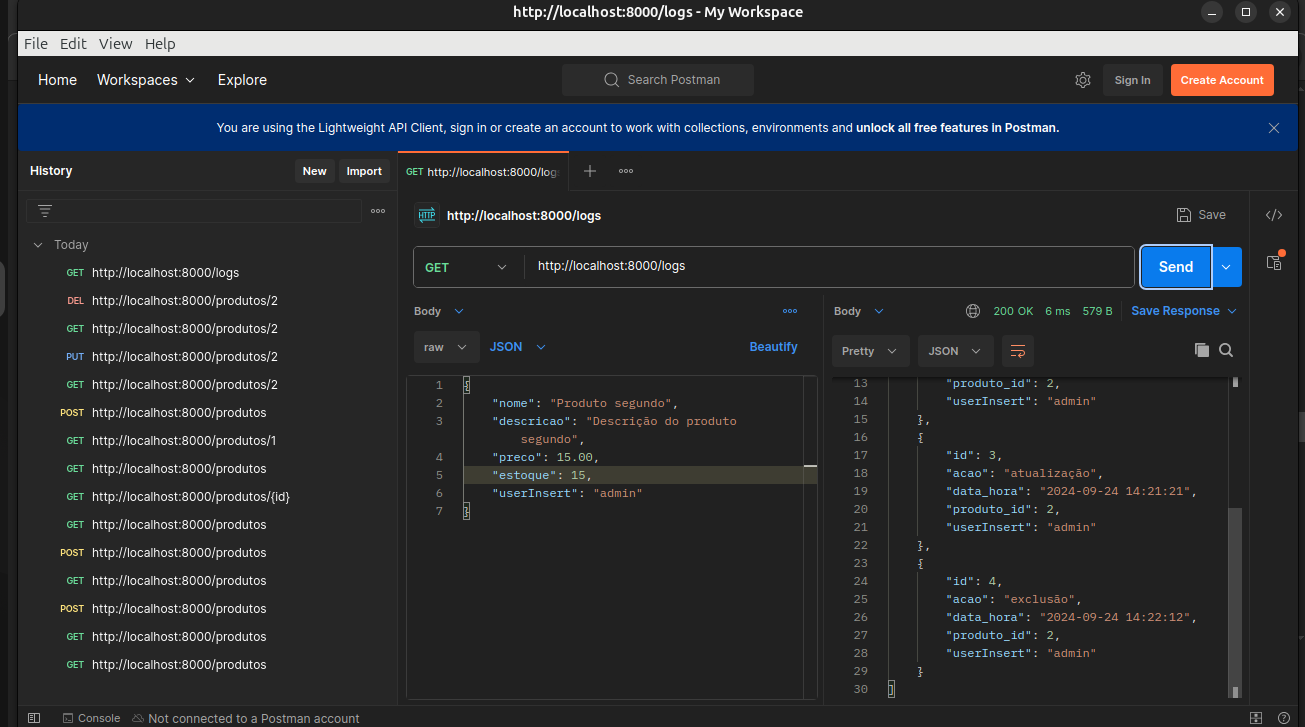 http://localhost:8000/logs - My Workspace
File Edit View Help
Home Workspaces Explore Search Postman Sign In Create Account
You are using the Lightweight API Client, sign in or create an account to work with collections, environments and unlock all free features in Postman.
History New Import
Today
GET http://localhost:8000/logs
DEL http://localhost:8000/produtos/2
GET http://localhost:8000/produtos/2
PUT http://localhost:8000/produtos/2
GET http://localhost:8000/produtos/2
POST http://localhost:8000/produtos
GET http://localhost:8000/produtos/1
GET http://localhost:8000/produtos
GET http://localhost:8000/produtos/{id}
GET http://localhost:8000/produtos
POST http://localhost:8000/produtos
GET http://localhost:8000/produtos
POST http://localhost:8000/produtos
GET http://localhost:8000/produtos
GET http://localhost:8000/produtos
GET http://localhost:8000/log
HTTP http://localhost:8000/logs Save
GET http://localhost:8000/logs Send
Body
raw JSON Beautify
1 {
2 "nome": "Produto segundo",
3 "descricao": "Descrição do produto
segundo",
4 "preco": 15.00,
5 "estoque": 15,
6 "userInsert": "admin"
7 }
Body 200 OK 6 ms 579 B Save Response
Pretty JSON
13 "produto_id": 2,
14 "userInsert": "admin"
15 },
16 {
17 "id": 3,
18 "acao": "atualização",
19 "data_hora": "2024-09-24 14:21:21",
20 "produto_id": 2,
21 "userInsert": "admin"
22 },
23 {
24 "id": 4,
25 "acao": "exclusão",
26 "data_hora": "2024-09-24 14:22:12",
27 "produto_id": 2,
28 "userInsert": "admin"
29 }
30 ]
Console Not connected to a Postman account